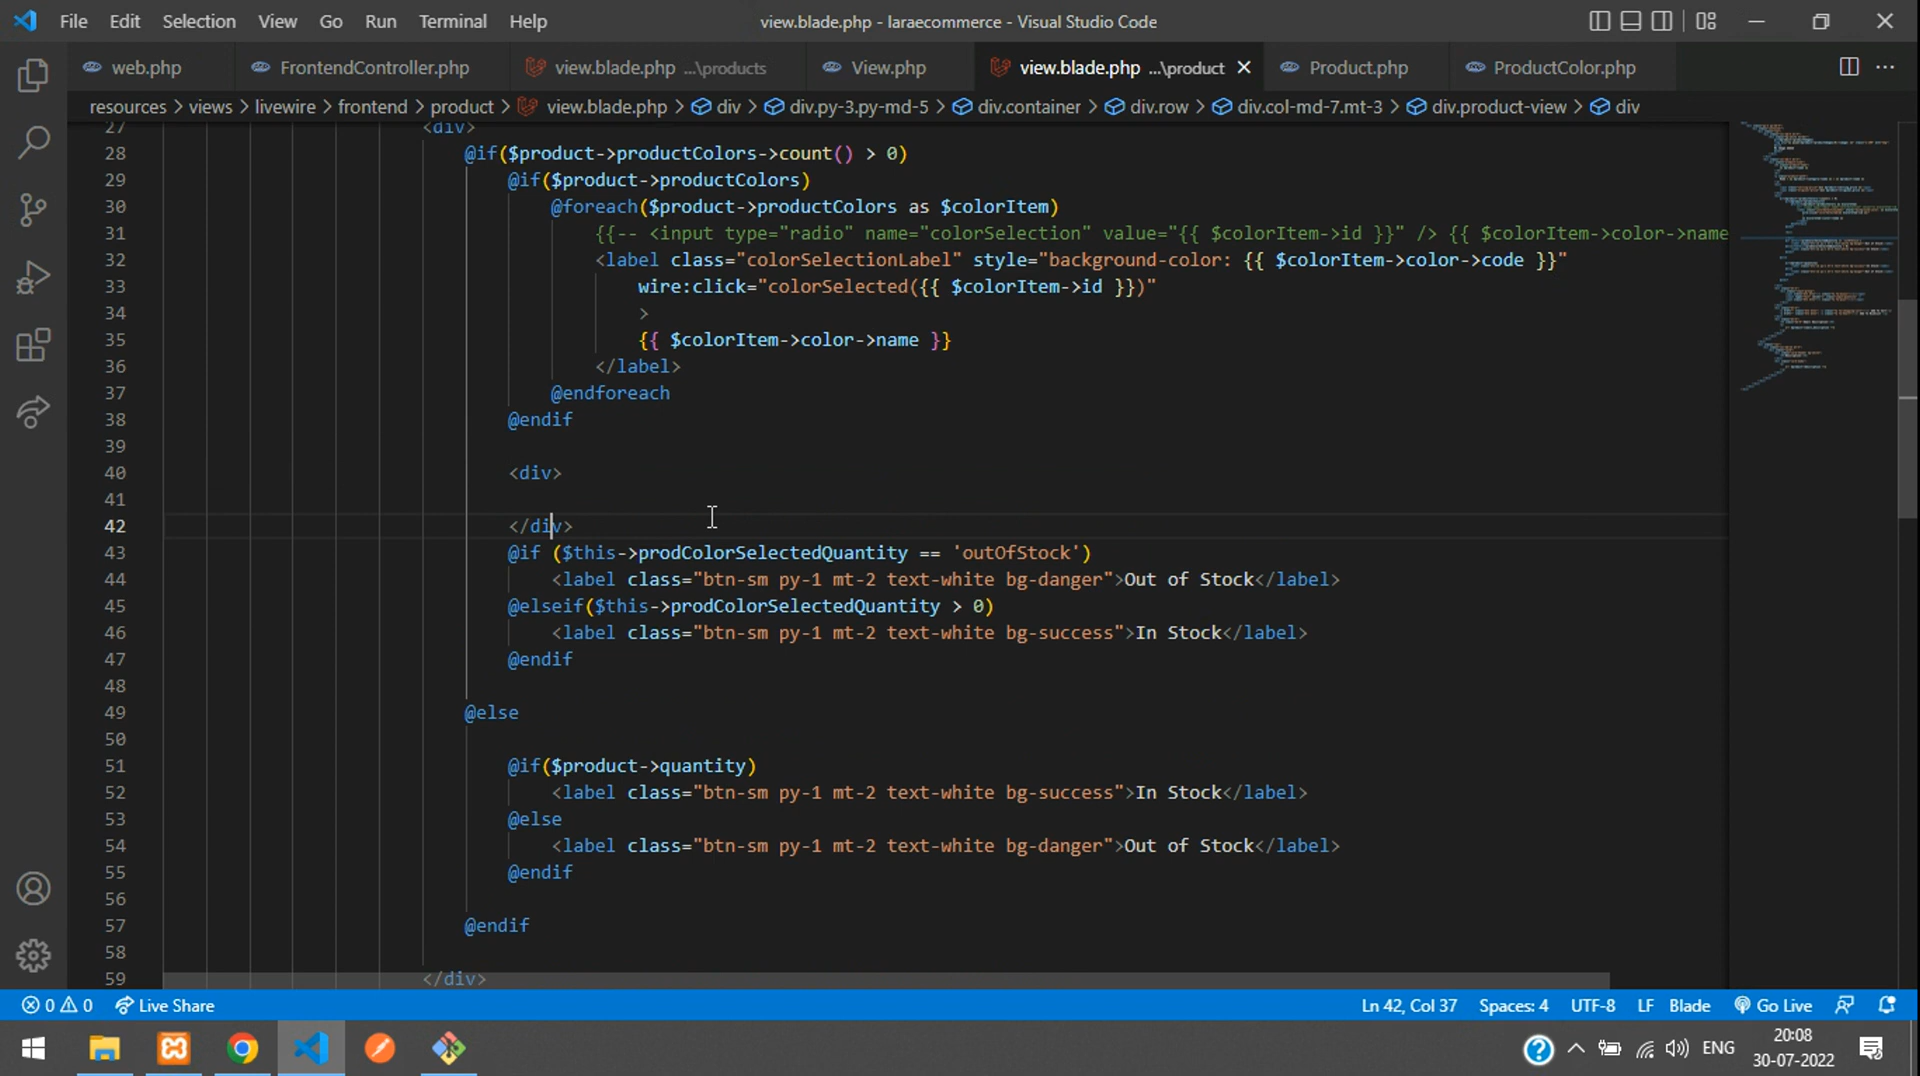 File Edit Selection View Go Run Terminal Help view.blade.php - laraecommerce - Visual Studio Code
web.php FrontendController.php view.blade.php ...\products View.php view.blade.php ...\product Product.php ProductColor.php
resources > views > livewire > frontend > product > view.blade.php > div > div.py-3.py-md-5 > div.container > div.row > div.col-md-7.mt-3 > div.product-view > div
27 <div>
28 @if($product->productColors->count() > 0)
29 @if($product->productColors)
30 @foreach($product->productColors as $colorItem)
31 {{-- <input type="radio" name="colorSelection" value="{{ $colorItem->id }}" /> {{ $colorItem->color->name
32 <label class="colorSelectionLabel" style="background-color: {{ $colorItem->color->code }}"
33 wire:click="colorSelected({{ $colorItem->id }})"
34 >
35 {{ $colorItem->color->name }}
36 </label>
37 @endforeach
38 @endif
39
40 <div>
41
42 </div>
43 @if ($this->prodColorSelectedQuantity == 'outOfStock')
44 <label class="btn-sm py-1 mt-2 text-white bg-danger">Out of Stock</label>
45 @elseif($this->prodColorSelectedQuantity > 0)
46 <label class="btn-sm py-1 mt-2 text-white bg-success">In Stock</label>
47 @endif
48
49 @else
50
51 @if($product->quantity)
52 <label class="btn-sm py-1 mt-2 text-white bg-success">In Stock</label>
53 @else
54 <label class="btn-sm py-1 mt-2 text-white bg-danger">Out of Stock</label>
55 @endif
56
57 @endif
58
59 </div>
0 0 Live Share Ln 42, Col 37 Spaces: 4 UTF-8 LF Blade Go Live
ENG 20:08
30-07-2022